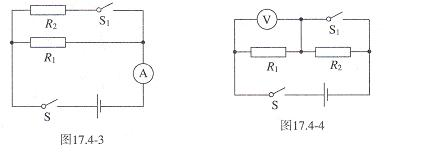 R₂ S₁ V S₁
R₁ A R₁ R₂
S S
图17.4-3 图17.4-4